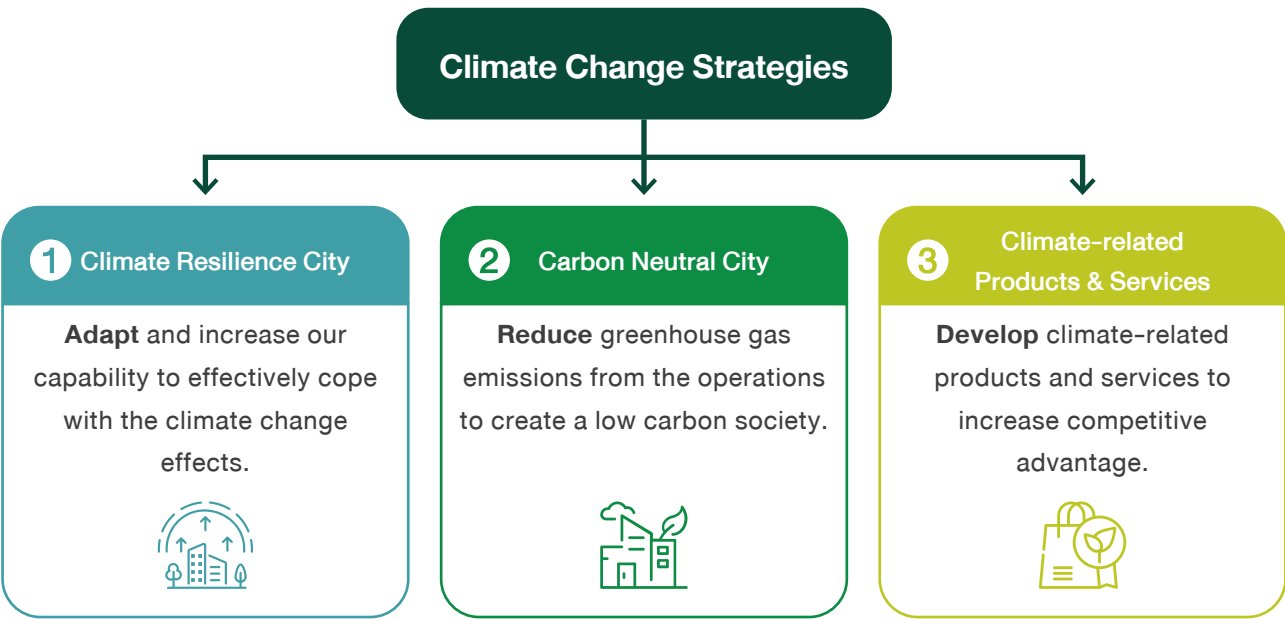 Climate Change Strategies
1 Climate Resilience City
Adapt and increase our
capability to effectively cope
with the climate change
effects.
2 Carbon Neutral City
Reduce greenhouse gas
emissions from the operations
to create a low carbon society.
3 Climate-related
Products & Services
Develop climate-related
products and services to
increase competitive
advantage.